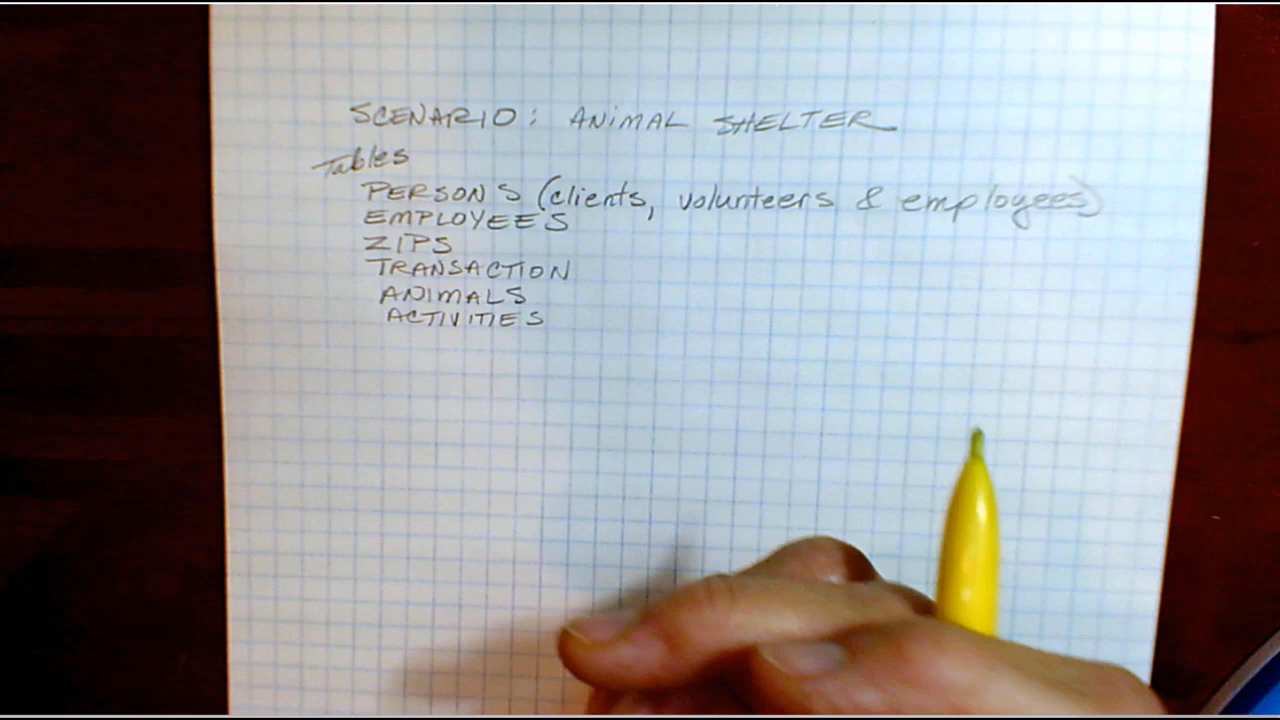 SCENARIO: ANIMAL SHELTER
Tables
PERSONS (clients, volunteers & employees)
EMPLOYEES
ZIPS
TRANSACTION
ANIMALS
ACTIVITIES